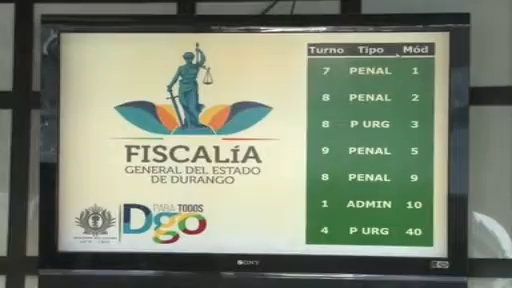 FISCALÍA
GENERAL DEL ESTADO
DE DURANGO
PARA TODOS
Dgo
Turno Tipo Mód
7 PENAL 1
8 PENAL 2
8 P URG 3
9 PENAL 5
8 PENAL 9
1 ADMIN 10
4 P URG 40
SONY